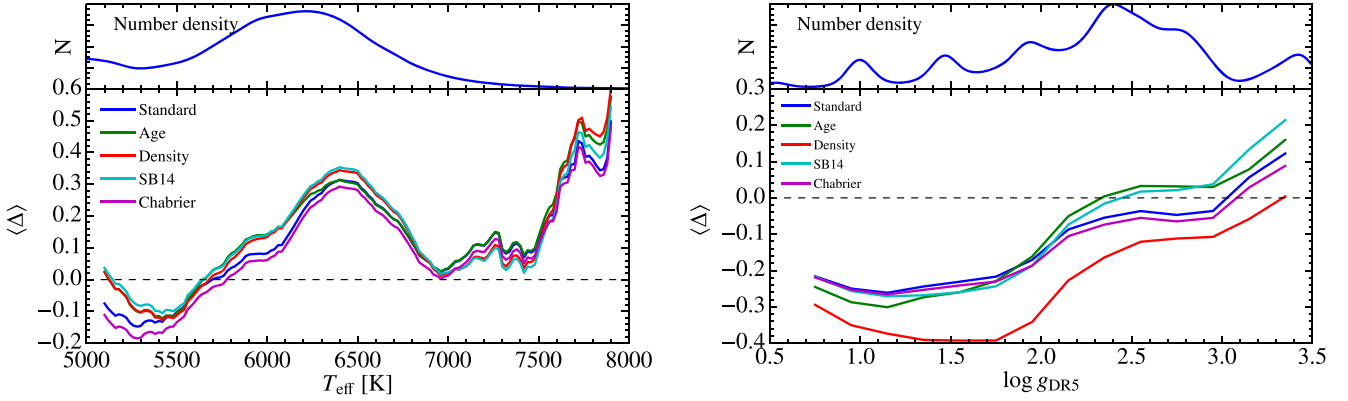 Number density
N
0.6
0.5
0.4
0.3
0.2
0.1
0.0
−0.1
−0.2
⟨Δ⟩
Standard
Age
Density
SB14
Chabrier
5000 5500 6000 6500 7000 7500 8000
T_eff [K]
Number density
N
0.3
0.2
0.1
0.0
−0.1
−0.2
−0.3
−0.4
⟨Δ⟩
Standard
Age
Density
SB14
Chabrier
0.5 1.0 1.5 2.0 2.5 3.0 3.5
log g_DR5